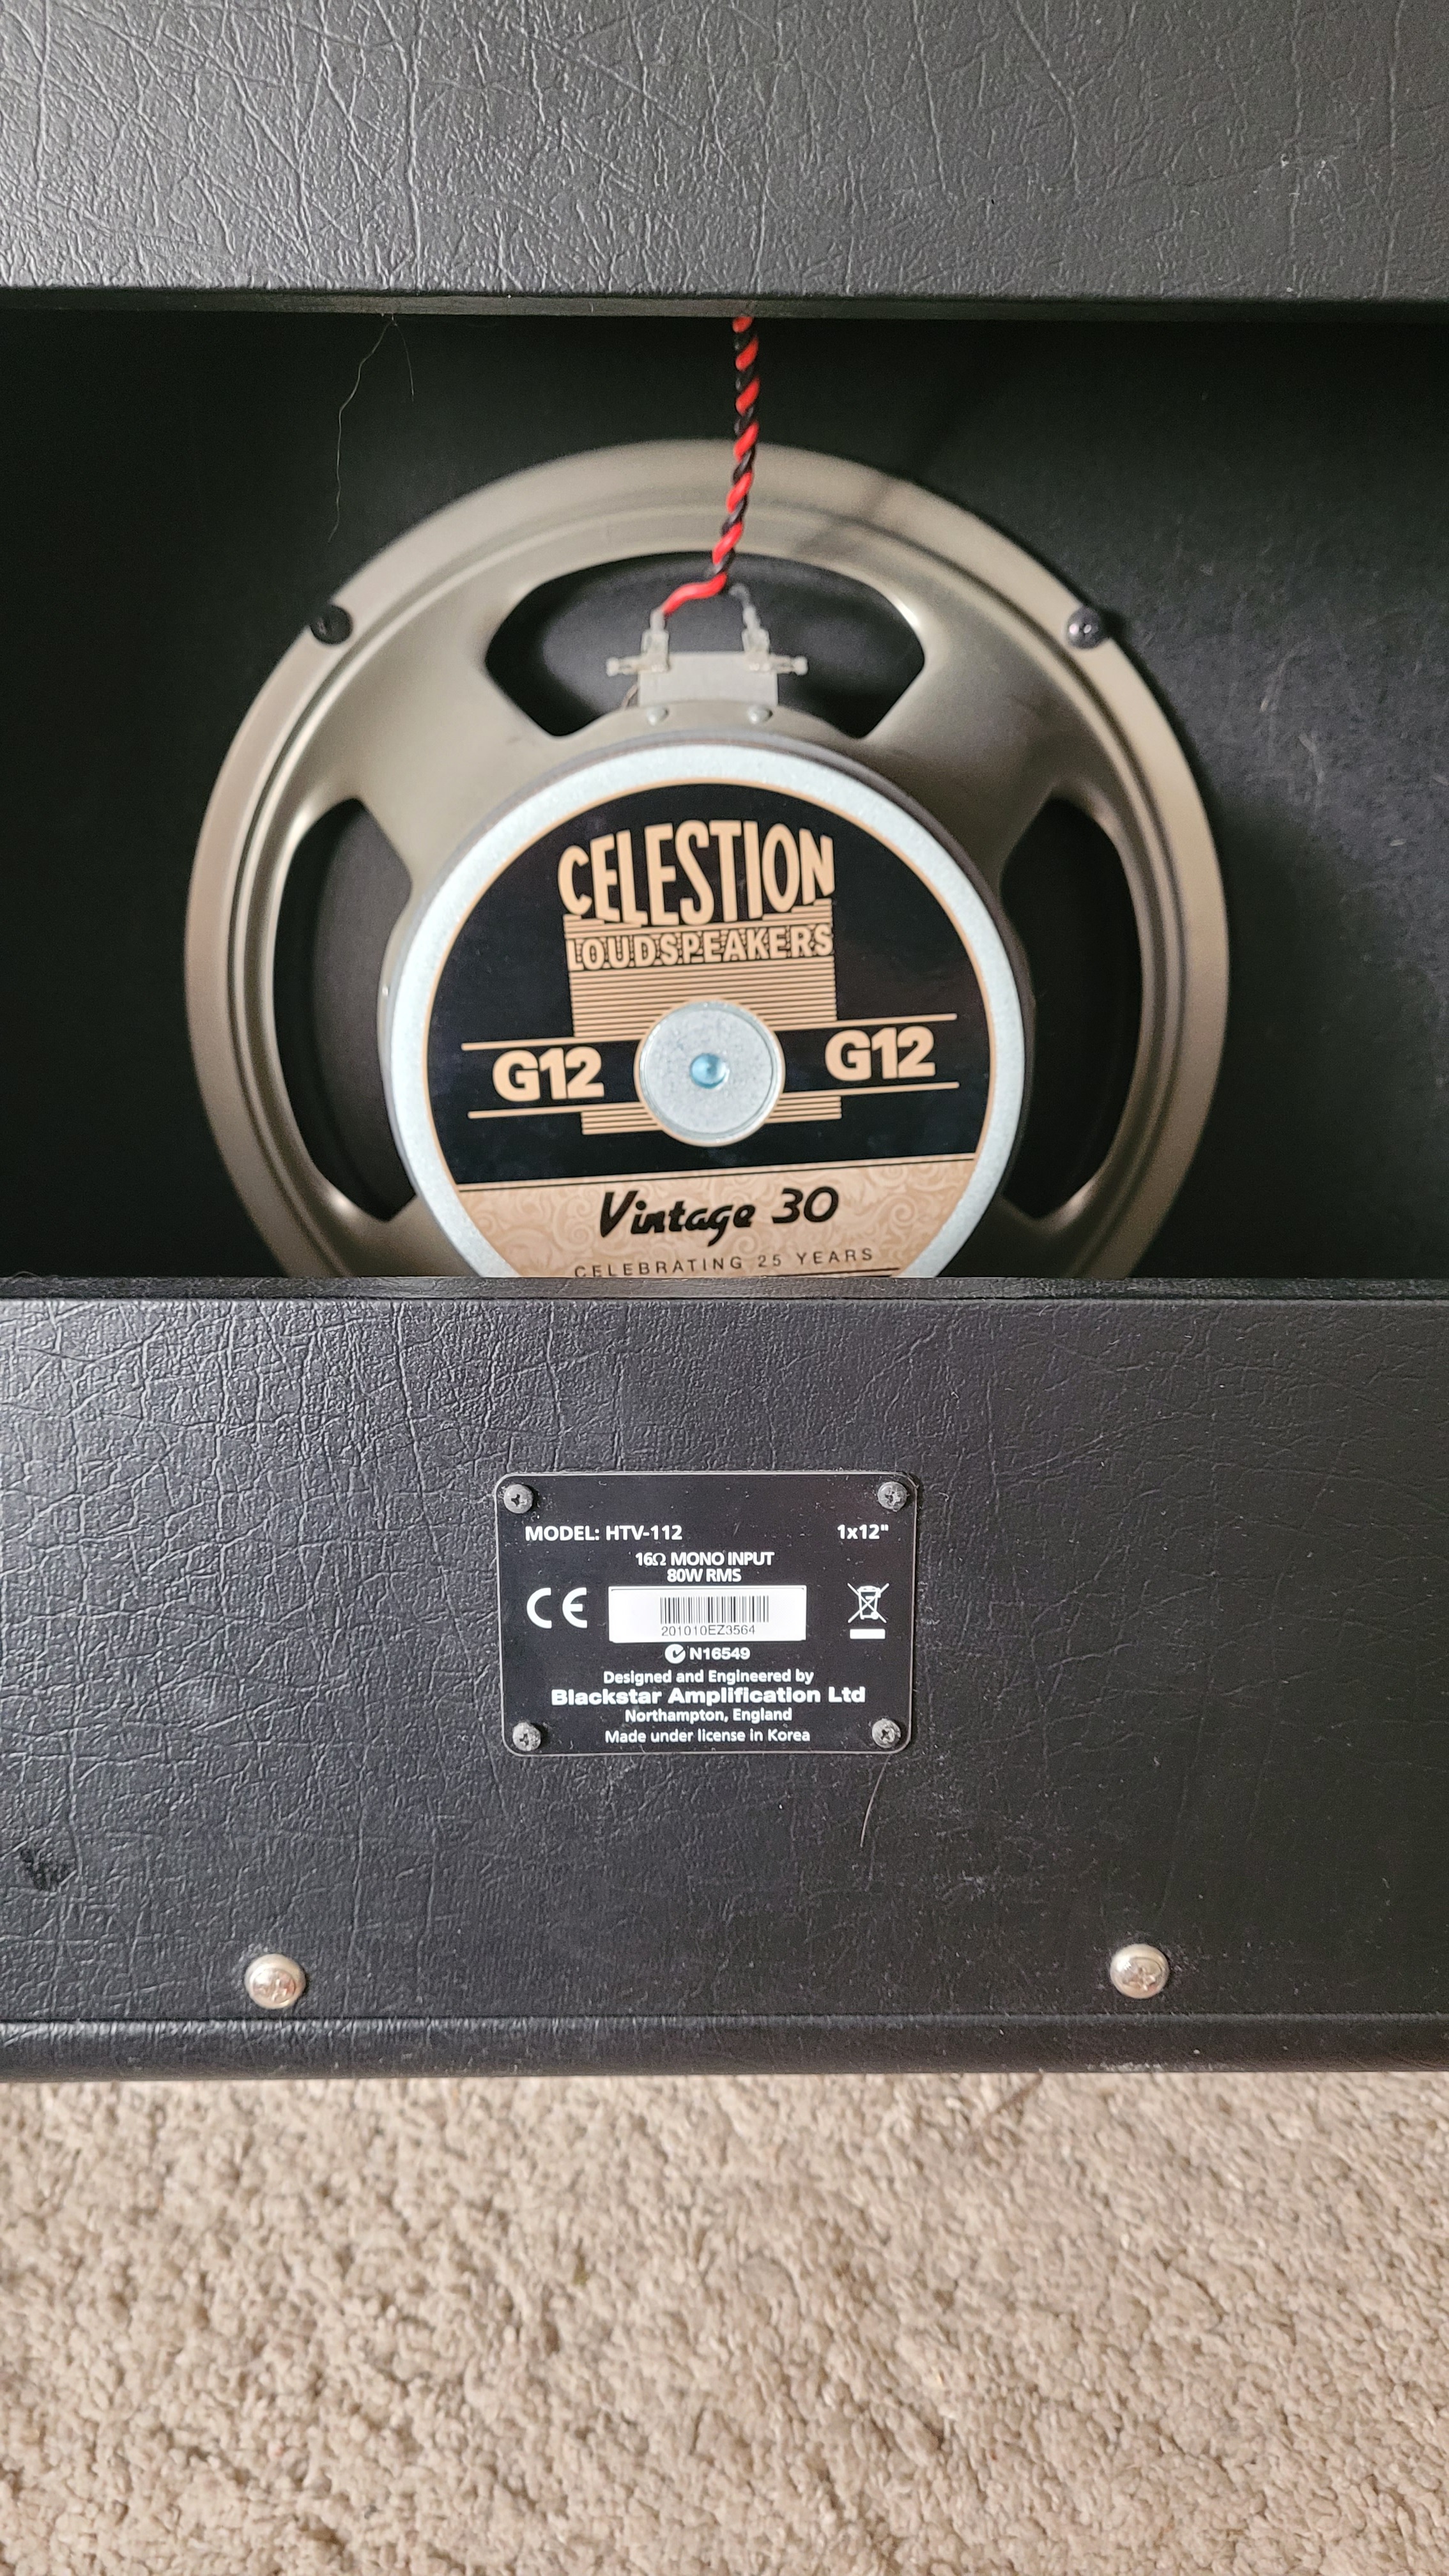 CELESTION
LOUDSPEAKERS
G12 G12
Vintage 30
CELEBRATING 25 YEARS
MODEL: HTV-112 1x12"
16Ω MONO INPUT
80W RMS
CE
201010EZ3564
N16549
Designed and Engineered by
Blackstar Amplification Ltd
Northampton, England
Made under license in Korea